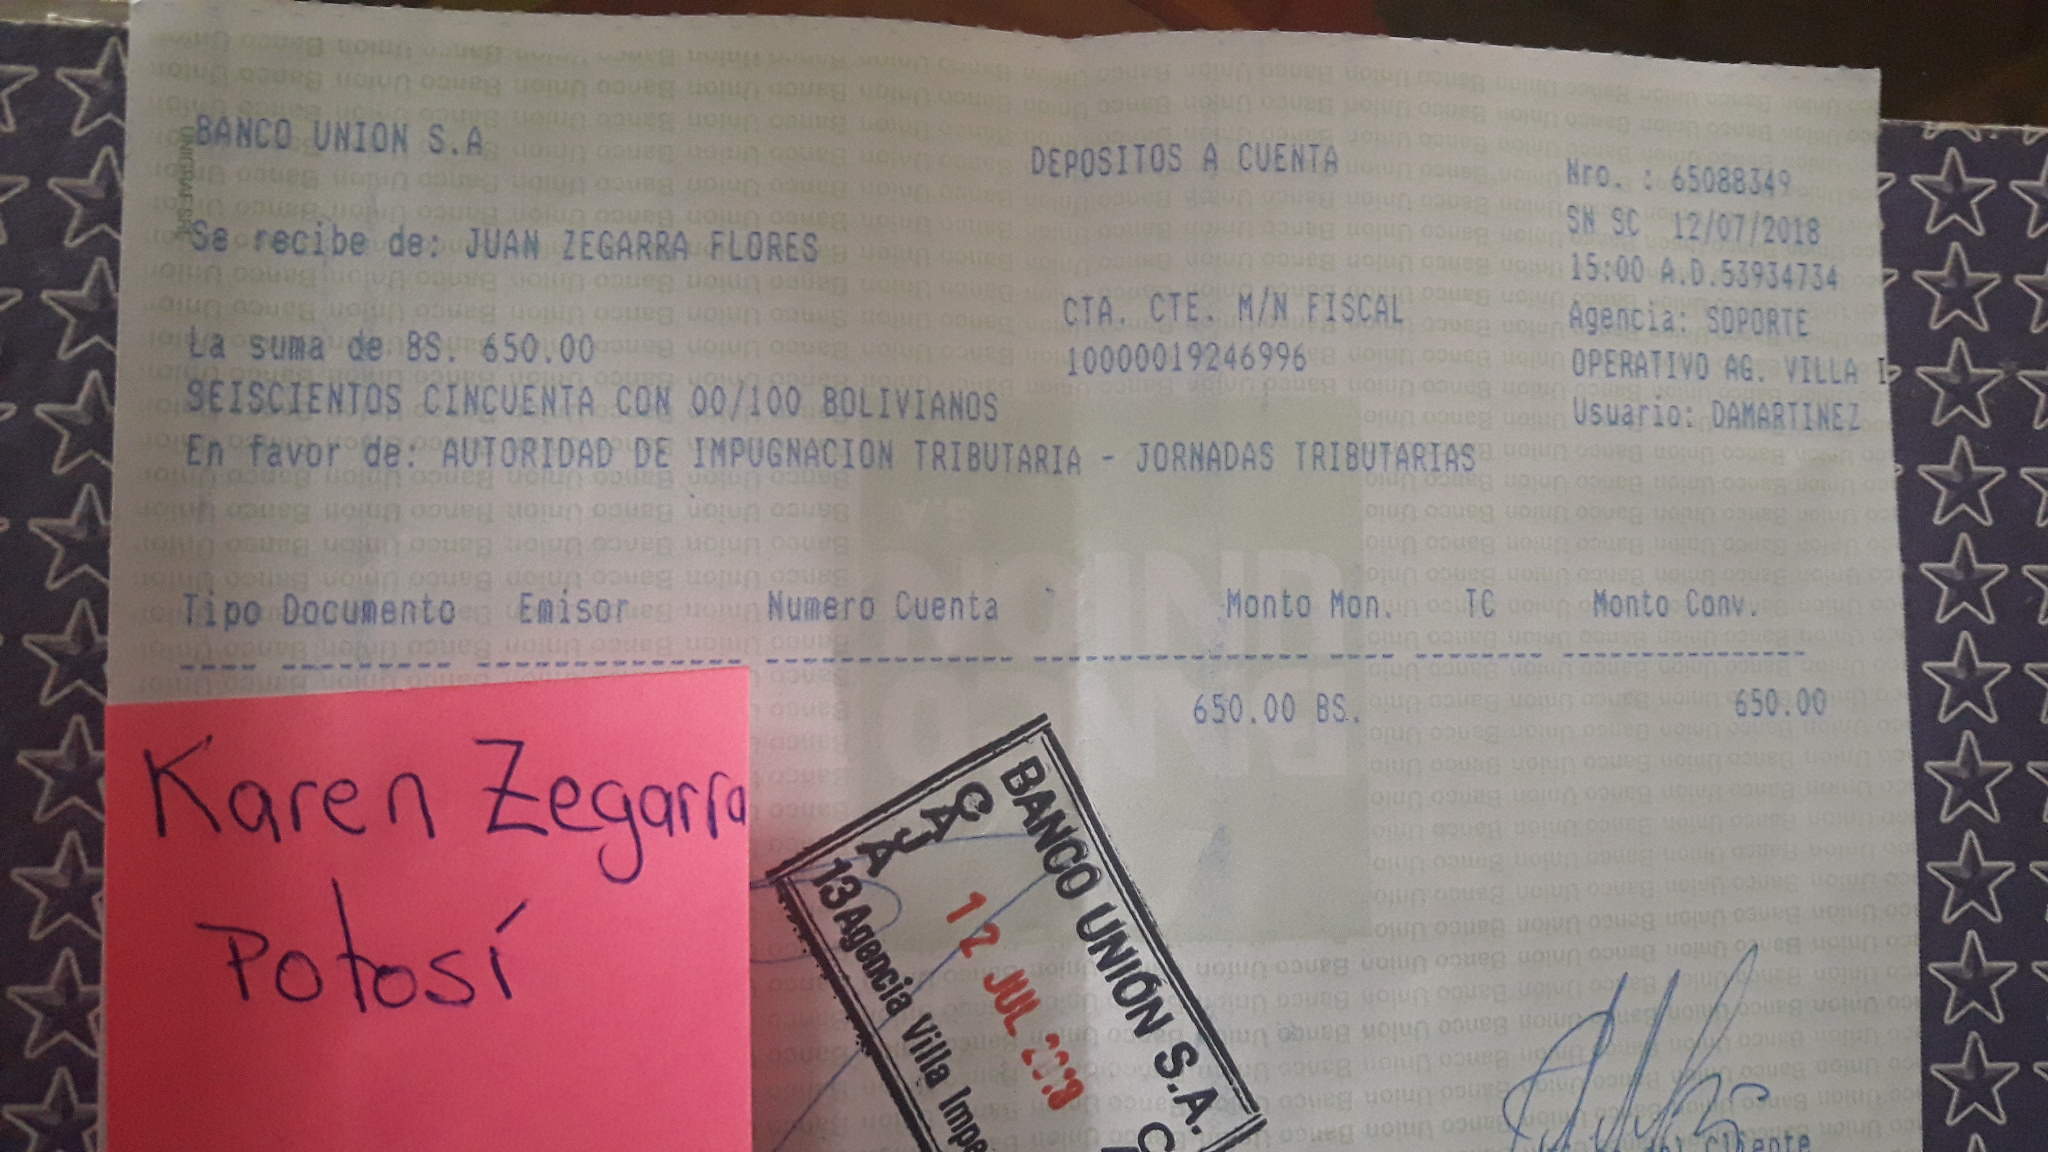 BANCO UNION S.A
DEPOSITOS A CUENTA
Nro. : 65088349
SN SC 12/07/2018
15:00 A.D.53934734
Agencia: SOPORTE
OPERATIVO AG. VILLA I
Usuario: DAMARTINEZ
Se recibe de: JUAN ZEGARRA FLORES
CTA. CTE. M/N FISCAL
10000019246996
La suma de BS. 650.00
SEISCIENTOS CINCUENTA CON 00/100 BOLIVIANOS
En favor de: AUTORIDAD DE IMPUGNACION TRIBUTARIA - JORNADAS TRIBUTARIAS
Tipo Documento Emisor Numero Cuenta Monto Mon. TC Monto Conv.
650.00 BS. 650.00
Karen Zegarra
Potosí
BANCO UNIÓN S.A.
CAJA
12 JUL 2018
13 Agencia Villa Impe
Cliente